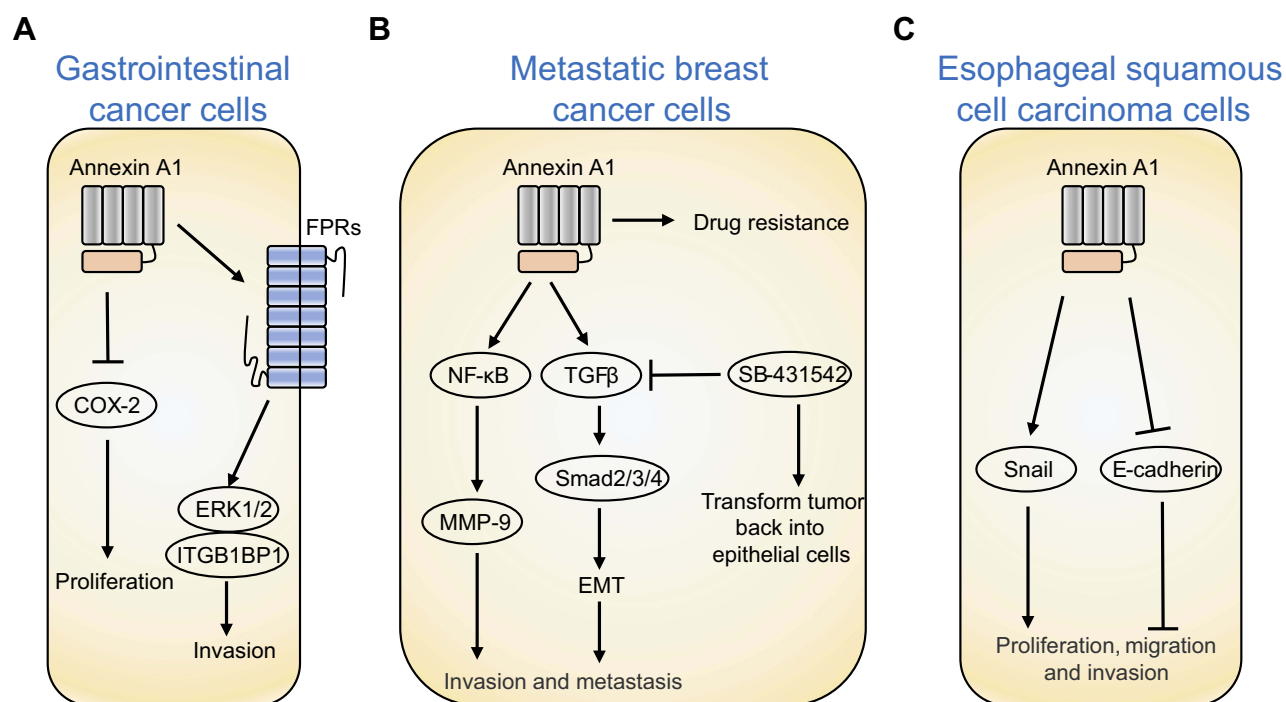 A
Gastrointestinal
cancer cells
Annexin A1
FPRs
COX-2
ERK1/2
ITGB1BP1
Proliferation
Invasion
B
Metastatic breast
cancer cells
Annexin A1
Drug resistance
NF-κB
TGFβ
SB-431542
Smad2/3/4
MMP-9
Transform tumor
back into
epithelial cells
EMT
Invasion and metastasis
C
Esophageal squamous
cell carcinoma cells
Annexin A1
Snail
E-cadherin
Proliferation, migration
and invasion